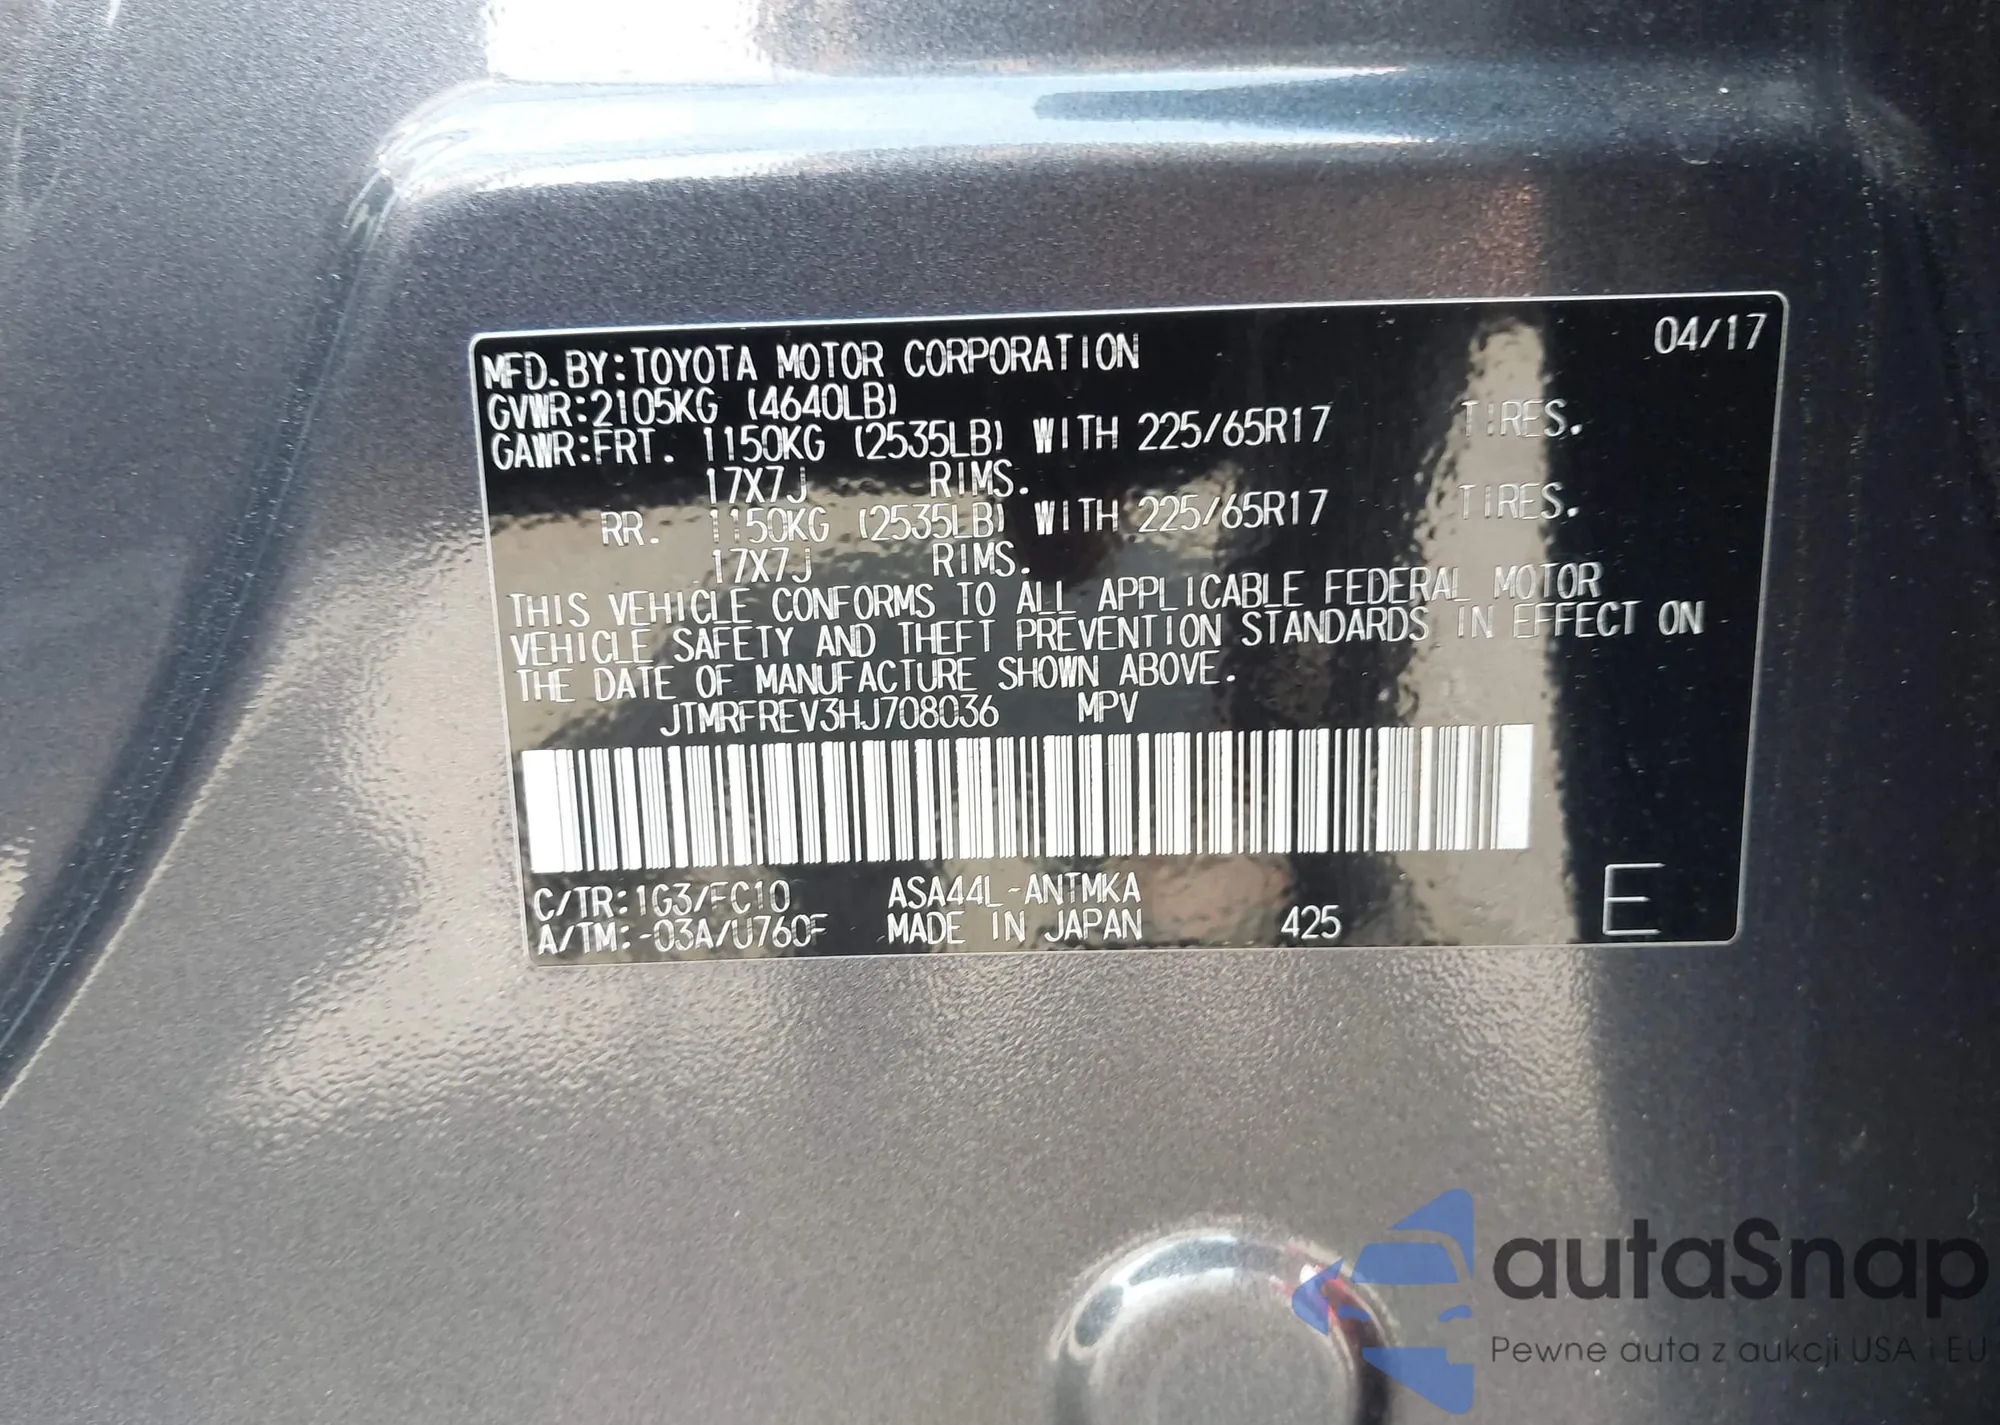 04/17
MFD.BY:TOYOTA MOTOR CORPORATION
GVWR:2105KG (4640LB)
GAWR:FRT. 1150KG (2535LB) WITH 225/65R17 TIRES.
17X7J RIMS.
RR. 1150KG (2535LB) WITH 225/65R17 TIRES.
17X7J RIMS.
THIS VEHICLE CONFORMS TO ALL APPLICABLE FEDERAL MOTOR
VEHICLE SAFETY AND THEFT PREVENTION STANDARDS IN EFFECT ON
THE DATE OF MANUFACTURE SHOWN ABOVE.
JTMRFREV3HJ708036 MPV
C/TR:1G3/FC10 ASA44L-ANTMKA
A/TM:-03A/U760F MADE IN JAPAN 425 E
autaSnap
Pewne auta z aukcji USA i EU